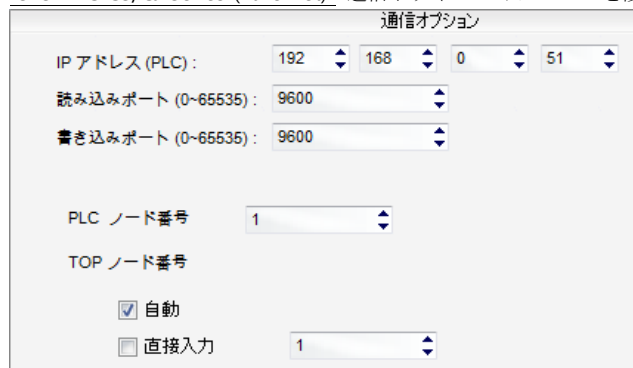 通信オプション
IP アドレス (PLC) : 192 168 0 51
読み込みポート (0~65535) : 9600
書き込みポート (0~65535) : 9600
PLC ノード番号 1
TOP ノード番号
自動
直接入力 1